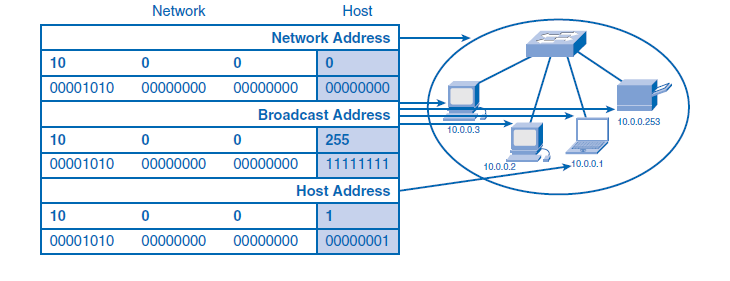 Network Host
Network Address
10 0 0 0
00001010 00000000 00000000 00000000
Broadcast Address
10 0 0 255
00001010 00000000 00000000 11111111
Host Address
10 0 0 1
00001010 00000000 00000000 00000001
10.0.0.3
10.0.0.2
10.0.0.1
10.0.0.253